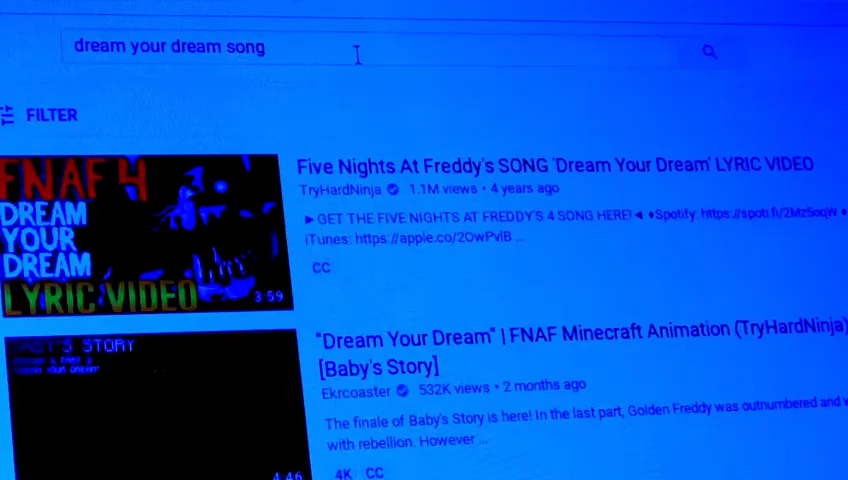 dream your dream song
FILTER
FNAF 4
DREAM
YOUR
DREAM
LYRIC VIDEO
3:59
Five Nights At Freddy's SONG 'Dream Your Dream' LYRIC VIDEO
TryHardNinja 1.1M views • 4 years ago
►GET THE FIVE NIGHTS AT FREDDY'S 4 SONG HERE!◄ ♦Spotify: https://spoti.fi/2Mz5oqW ♦
iTunes: https://apple.co/2OwPvlB ...
CC
STORY
4:46
"Dream Your Dream" | FNAF Minecraft Animation (TryHardNinja)
[Baby's Story]
Ekrcoaster 532K views • 2 months ago
The finale of Baby's Story is here! In the last part, Golden Freddy was outnumbered and
with rebellion. However ...
4K CC